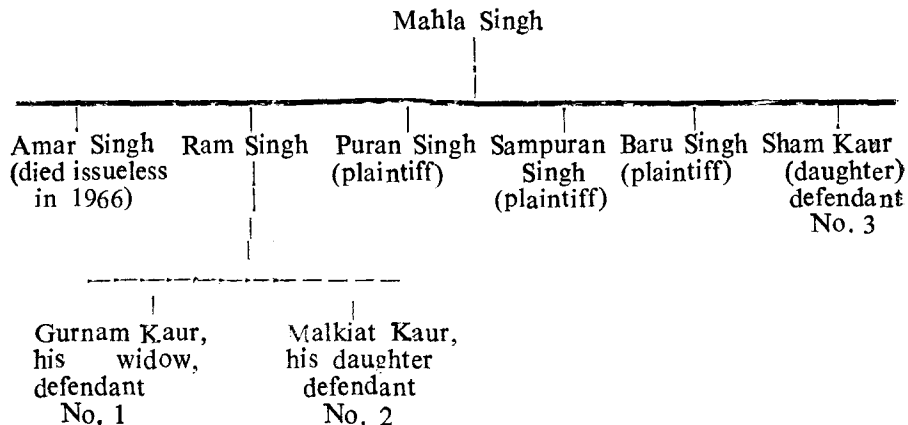 Mahla Singh
Amar Singh
(died issueless
in 1966)
Ram Singh
Puran Singh
(plaintiff)
Sampuran
Singh
(plaintiff)
Baru Singh
(plaintiff)
Sham Kaur
(daughter)
defendant
No. 3
Gurnam Kaur,
his widow,
defendant
No. 1
Malkiat Kaur,
his daughter
defendant
No. 2